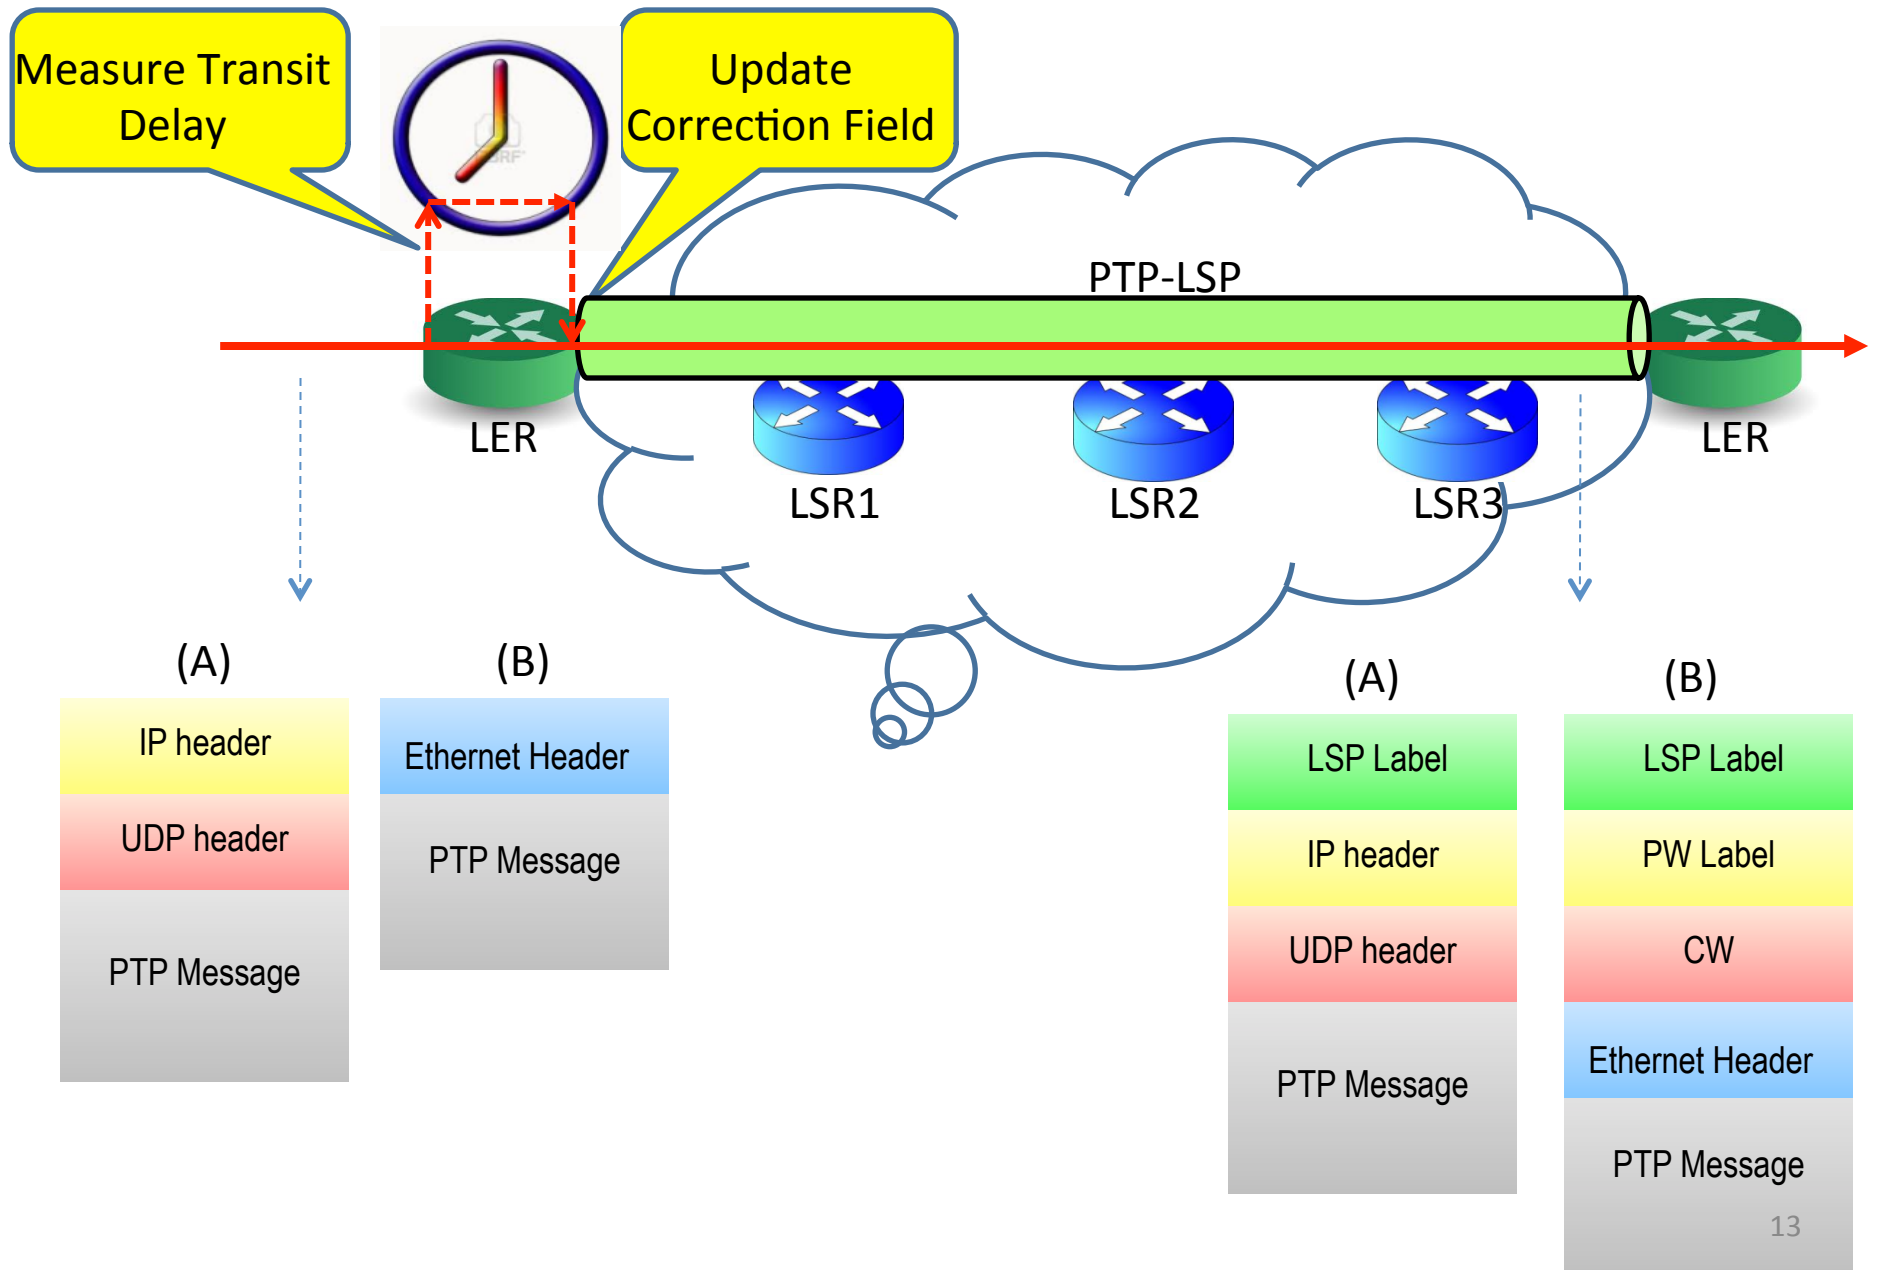 Measure Transit
Delay
Update
Correction Field
PTP-LSP
LER
LSR1
LSR2
LSR3
LER
(A)
IP header
UDP header
PTP Message
(B)
Ethernet Header
PTP Message
(A)
LSP Label
IP header
UDP header
PTP Message
(B)
LSP Label
PW Label
CW
Ethernet Header
PTP Message
13